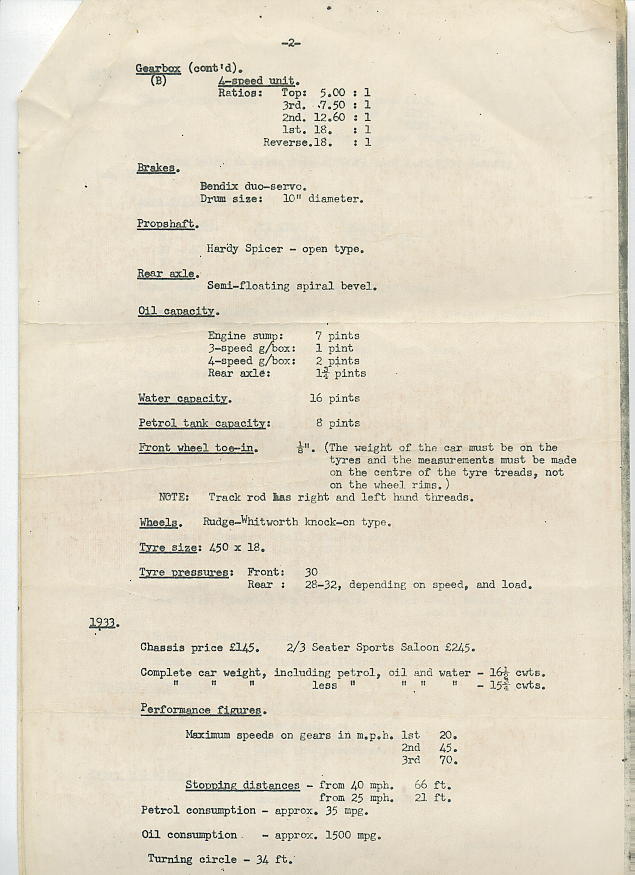 -2-
Gearbox (cont'd).
(B) 4-speed unit.
Ratios: Top: 5.00 : 1
3rd. .7.50 : 1
2nd. 12.60 : 1
1st. 18. : 1
Reverse.18. : 1
Brakes.
Bendix duo-servo.
Drum size: 10" diameter.
Propshaft.
Hardy Spicer - open type.
Rear axle.
Semi-floating spiral bevel.
Oil capacity.
Engine sump: 7 pints
3-speed g/box: 1 pint
4-speed g/box: 2 pints
Rear axle: 1¾ pints
Water capacity. 16 pints
Petrol tank capacity: 8 pints
Front wheel toe-in. ⅛". (The weight of the car must be on the
tyres and the measurements must be made
on the centre of the tyre treads, not
on the wheel rims.)
NOTE: Track rod has right and left hand threads.
Wheels. Rudge-Whitworth knock-on type.
Tyre size: 450 x 18.
Tyre pressures: Front: 30
Rear : 28-32, depending on speed, and load.
1933.
Chassis price £145. 2/3 Seater Sports Saloon £245.
Complete car weight, including petrol, oil and water - 16½ cwts.
" " " less " " " " - 15¾ cwts.
Performance figures.
Maximum speeds on gears in m.p.h. 1st 20.
2nd 45.
3rd 70.
Stopping distances - from 40 mph. 66 ft.
from 25 mph. 21 ft.
Petrol consumption - approx. 35 mpg.
Oil consumption - approx. 1500 mpg.
Turning circle - 34 ft.